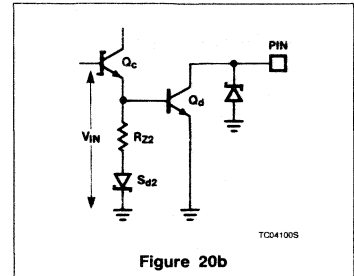 PIN
Qc
Qd
VIN
RZ2
Sd2
TC04100S
Figure 20b